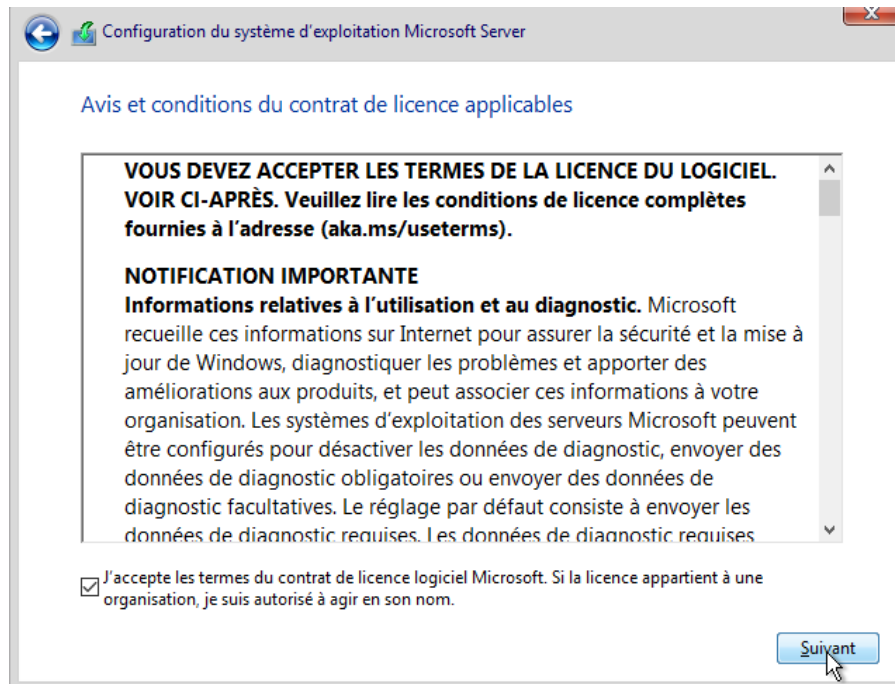 Configuration du système d'exploitation Microsoft Server
Avis et conditions du contrat de licence applicables
VOUS DEVEZ ACCEPTER LES TERMES DE LA LICENCE DU LOGICIEL.
VOIR CI-APRÈS. Veuillez lire les conditions de licence complètes
fournies à l’adresse (aka.ms/useterms).
NOTIFICATION IMPORTANTE
Informations relatives à l’utilisation et au diagnostic. Microsoft
recueille ces informations sur Internet pour assurer la sécurité et la mise à
jour de Windows, diagnostiquer les problèmes et apporter des
améliorations aux produits, et peut associer ces informations à votre
organisation. Les systèmes d’exploitation des serveurs Microsoft peuvent
être configurés pour désactiver les données de diagnostic, envoyer des
données de diagnostic obligatoires ou envoyer des données de
diagnostic facultatives. Le réglage par défaut consiste à envoyer les
données de diagnostic requises. Les données de diagnostic requises
J'accepte les termes du contrat de licence logiciel Microsoft. Si la licence appartient à une
organisation, je suis autorisé à agir en son nom.
Suivant